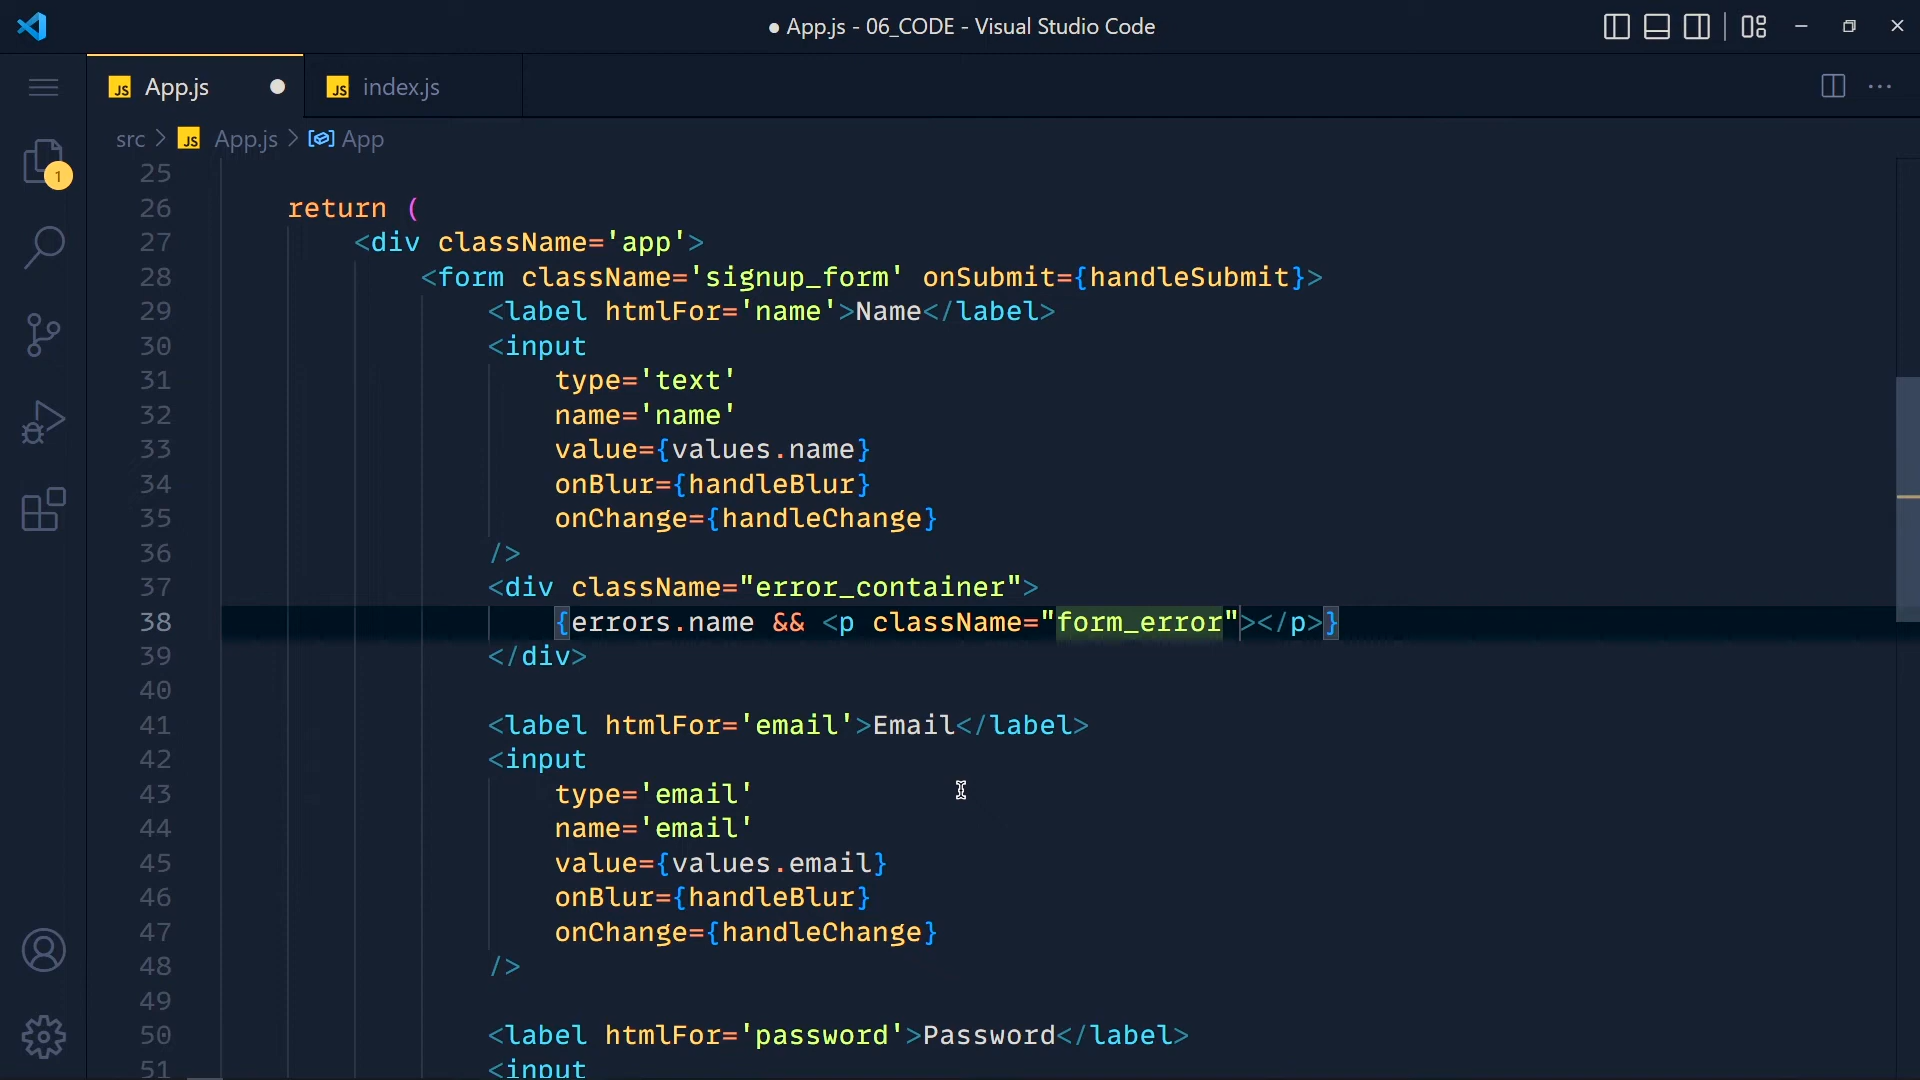 ● App.js - 06_CODE - Visual Studio Code
JS App.js ● JS index.js
1
src > JS App.js > App
25
26 return (
27 <div className='app'>
28 <form className='signup_form' onSubmit={handleSubmit}>
29 <label htmlFor='name'>Name</label>
30 <input
31 type='text'
32 name='name'
33 value={values.name}
34 onBlur={handleBlur}
35 onChange={handleChange}
36 />
37 <div className="error_container">
38 {errors.name && <p className="form_error"></p>}
39 </div>
40
41 <label htmlFor='email'>Email</label>
42 <input
43 type='email'
44 name='email'
45 value={values.email}
46 onBlur={handleBlur}
47 onChange={handleChange}
48 />
49
50 <label htmlFor='password'>Password</label>
51 <input